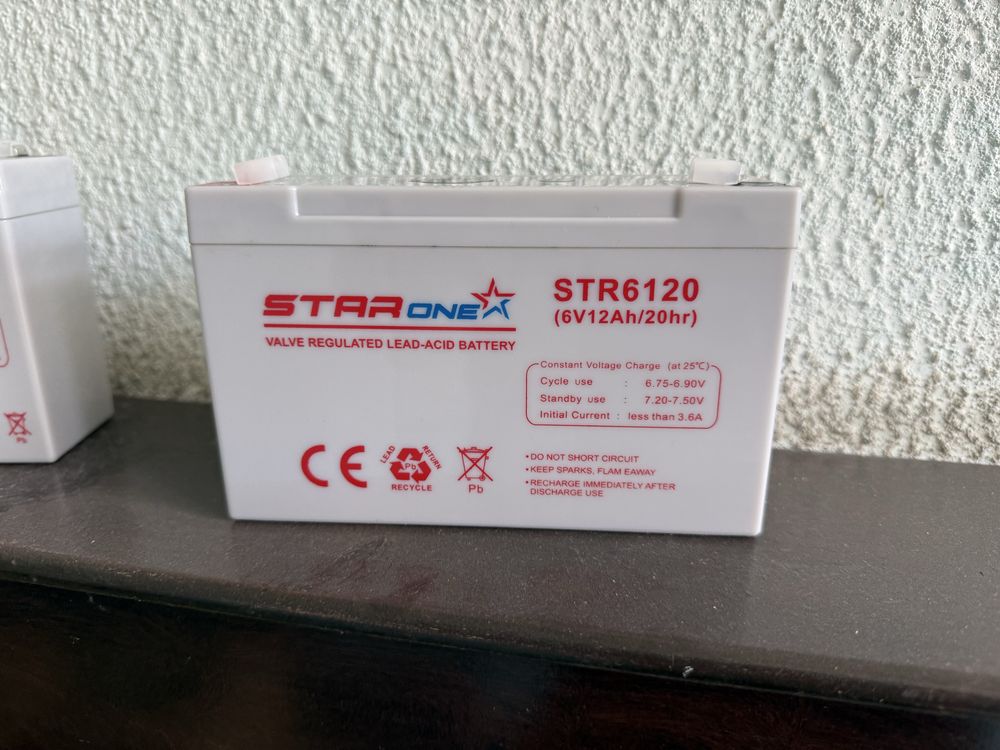 STAR ONE
VALVE REGULATED LEAD-ACID BATTERY
STR6120
(6V12Ah/20hr)
Constant Voltage Charge (at 25℃)
Cycle use : 6.75-6.90V
Standby use : 7.20-7.50V
Initial Current : less than 3.6A
CE
LEAD RETURN
Pb
RECYCLE
Pb
• DO NOT SHORT CIRCUIT
• KEEP SPARKS, FLAM EAWAY
• RECHARGE IMMEDIATELY AFTER
DISCHARGE USE
Pb